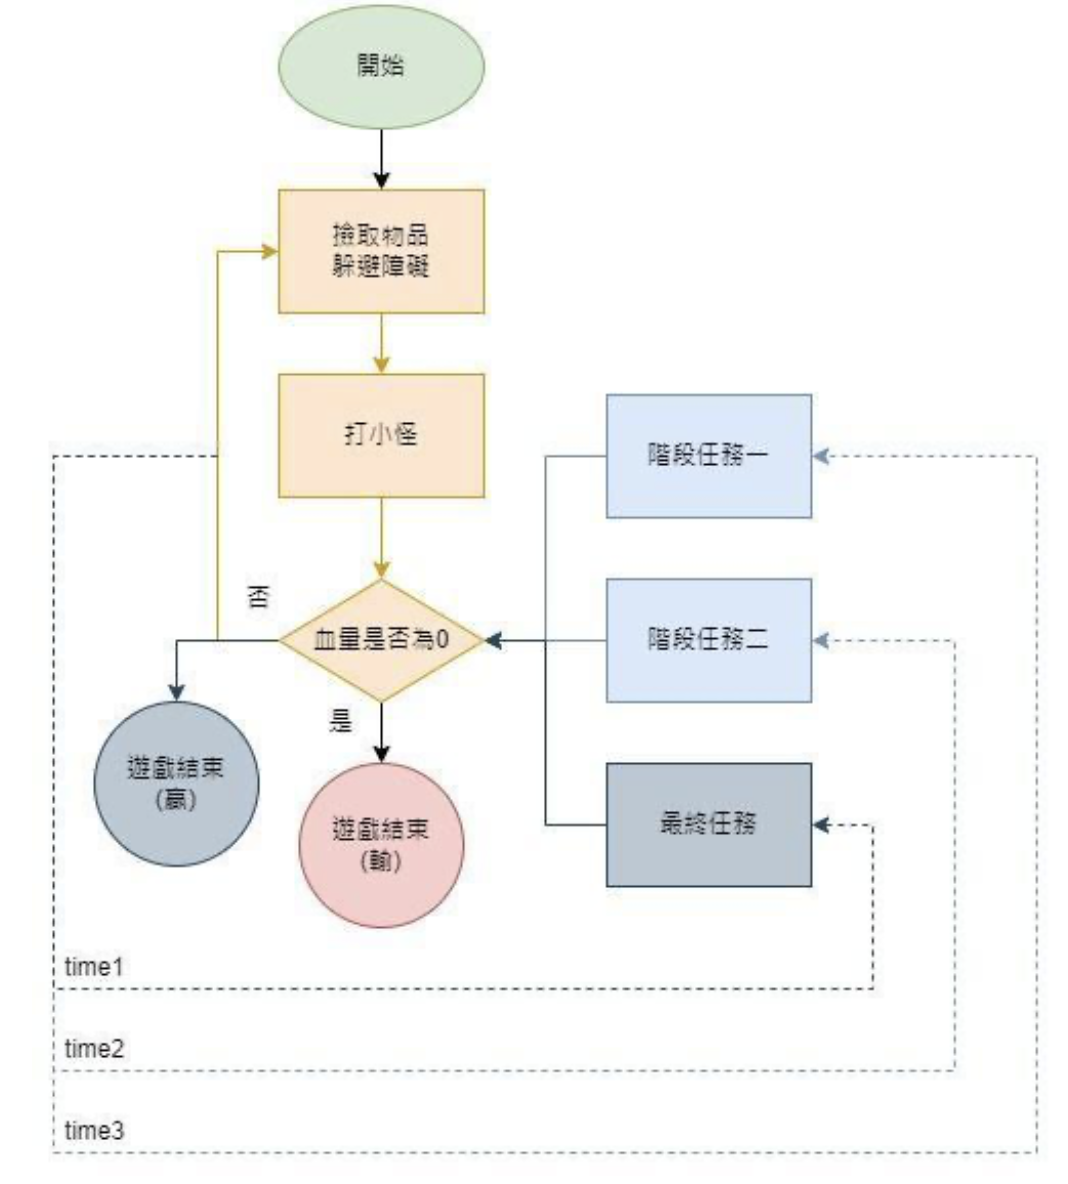 開始
撿取物品
躲避障礙
打小怪
階段任務一
否
血量是否為0
階段任務二
是
遊戲結束
(贏)
遊戲結束
(輸)
最終任務
time1
time2
time3